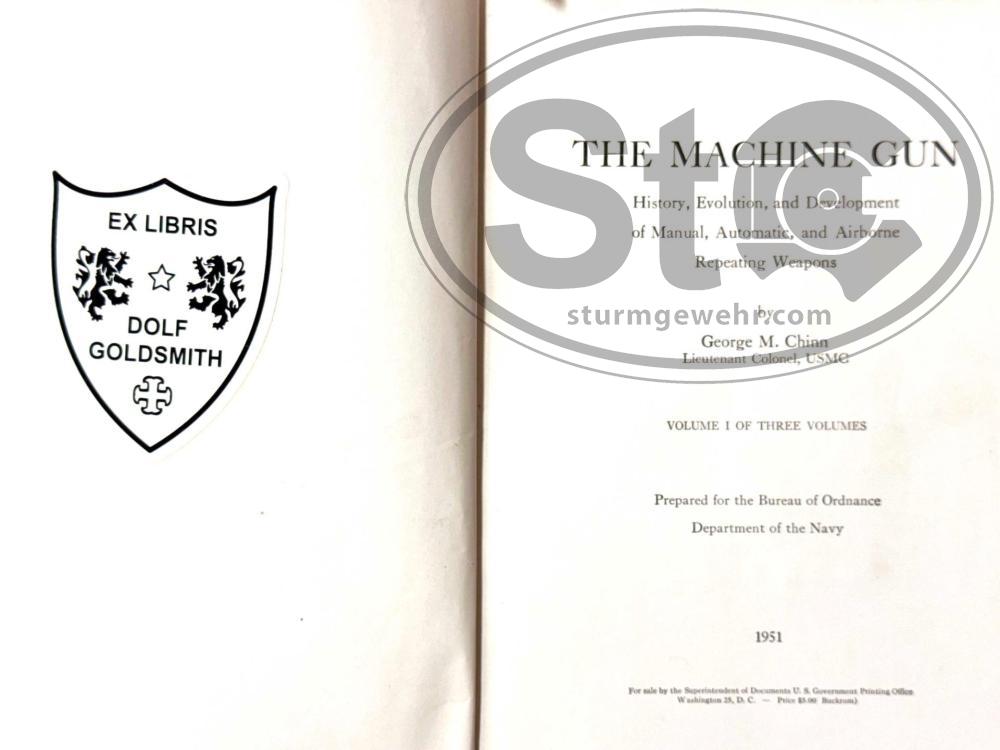 EX LIBRIS
DOLF
GOLDSMITH
StG
THE MACHINE GUN
History, Evolution, and Development
of Manual, Automatic, and Airborne
Repeating Weapons
by
sturmgewehr.com
George M. Chinn
Lieutenant Colonel, USMC
VOLUME I OF THREE VOLUMES
Prepared for the Bureau of Ordnance
Department of the Navy
1951
For sale by the Superintendent of Documents U. S. Government Printing Office
Washington 25, D. C. — Price $5.00 Buckrum)